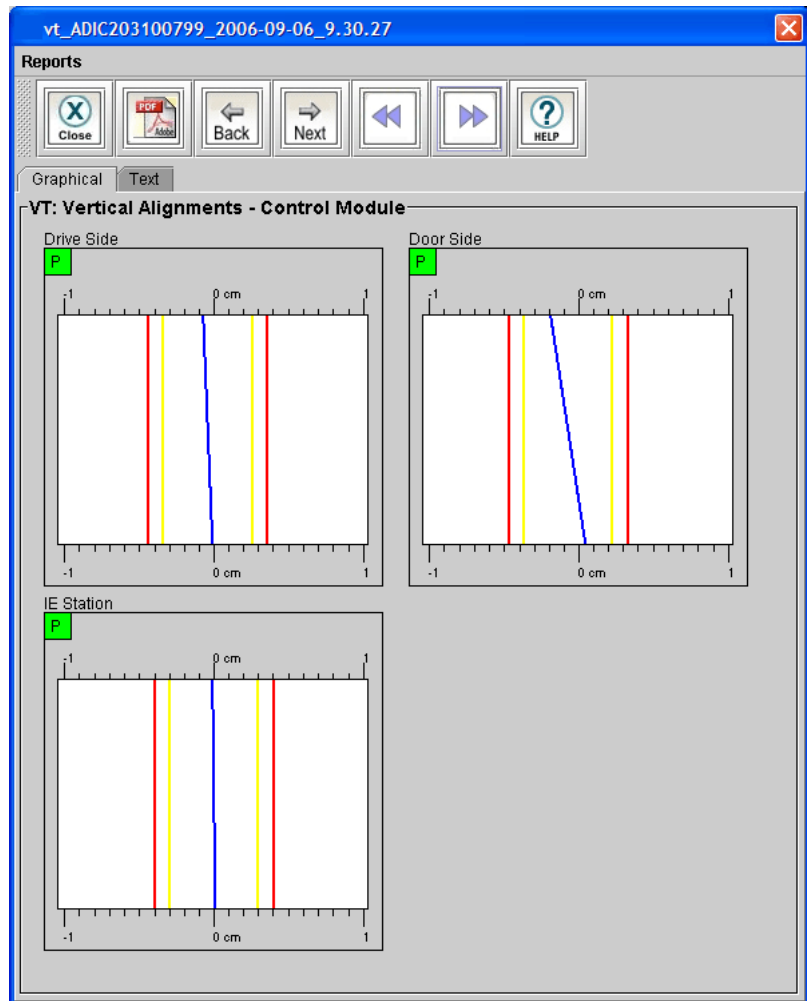 vt_ADIC203100799_2006-09-06_9.30.27
Reports
Close
PDF
Adobe
Back
Next
?
HELP
Graphical
Text
VT: Vertical Alignments - Control Module
Drive Side
Door Side
P
P
-1 0 cm 1
-1 0 cm 1
-1 0 cm 1
-1 0 cm 1
IE Station
P
-1 0 cm 1
-1 0 cm 1